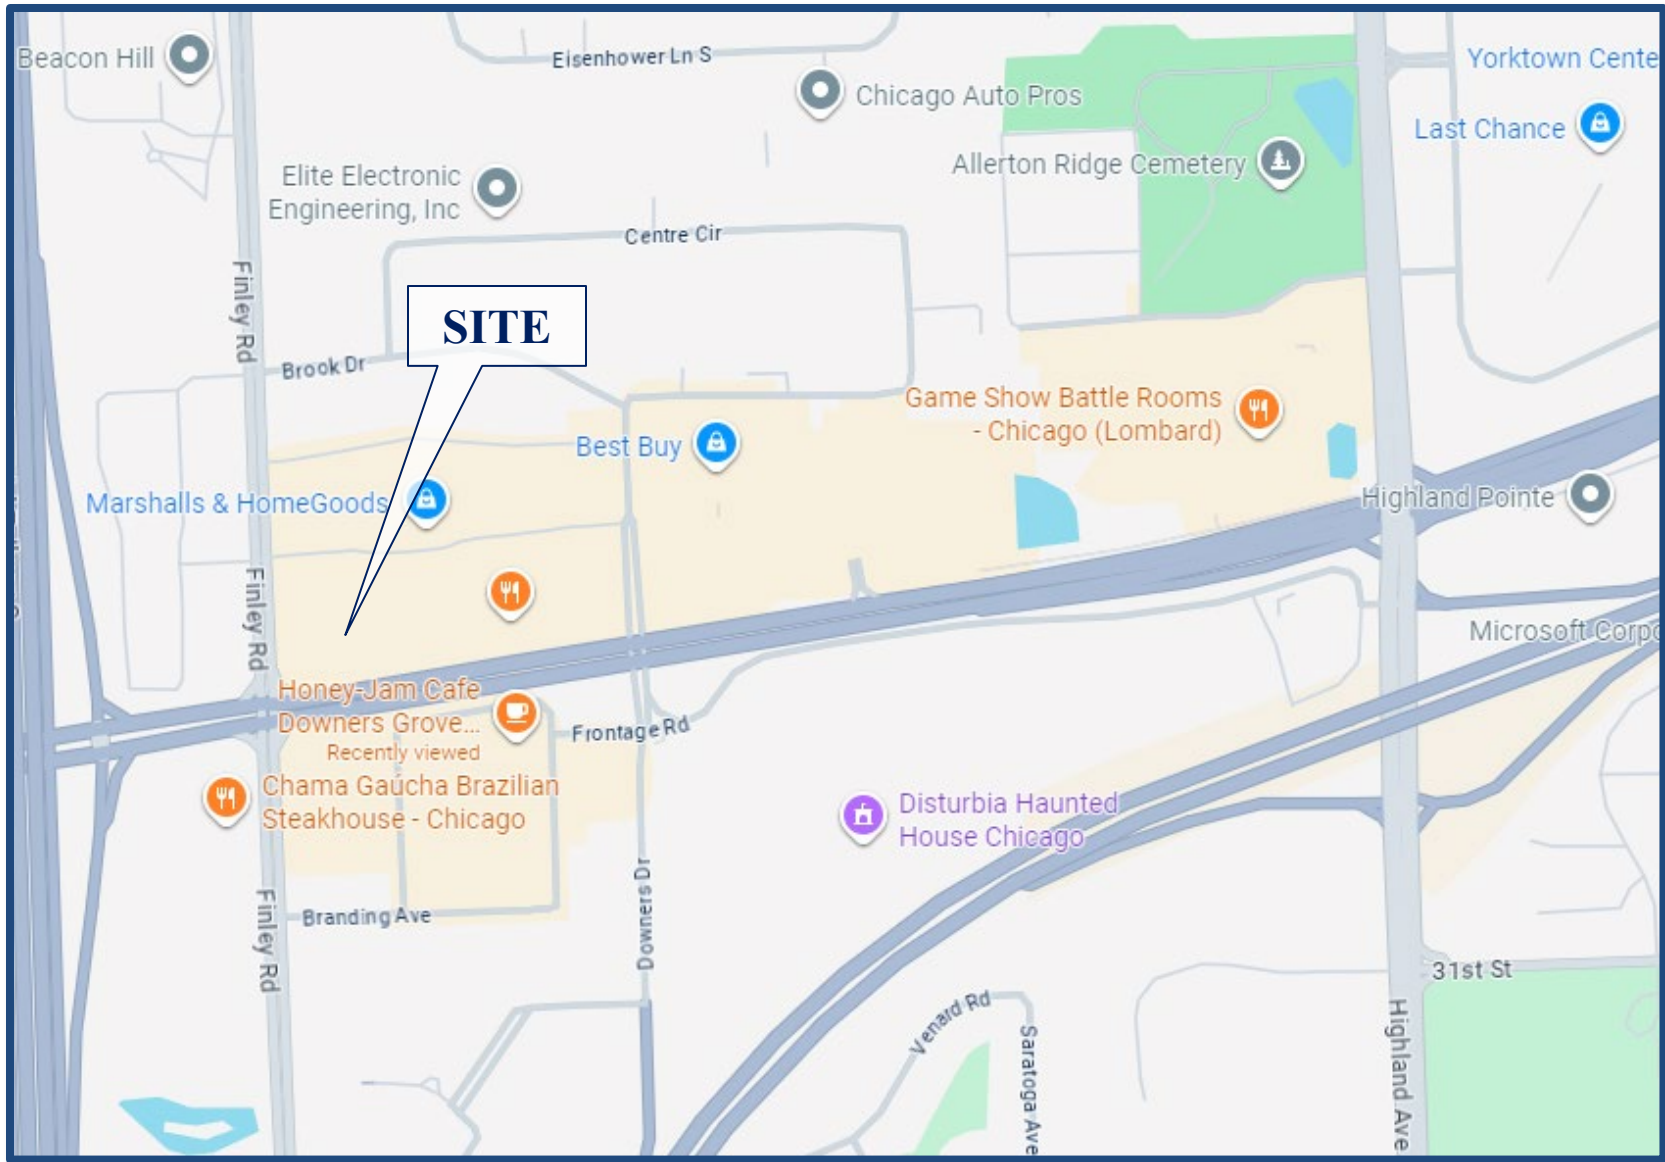 Beacon Hill
Eisenhower Ln S
Yorktown Cente
Chicago Auto Pros
Last Chance
Allerton Ridge Cemetery
Elite Electronic
Engineering, Inc
Centre Cir
Finley Rd
SITE
Brook Dr
Game Show Battle Rooms
- Chicago (Lombard)
Best Buy
Marshalls & HomeGoods
Highland Pointe
Finley Rd
Microsoft Corpo
Honey-Jam Cafe
Downers Grove...
Recently viewed
Frontage Rd
Chama Gaúcha Brazilian
Steakhouse - Chicago
Disturbia Haunted
House Chicago
Downers Dr
Branding Ave
Finley Rd
31st St
Venard Rd
Saratoga Ave
Highland Ave